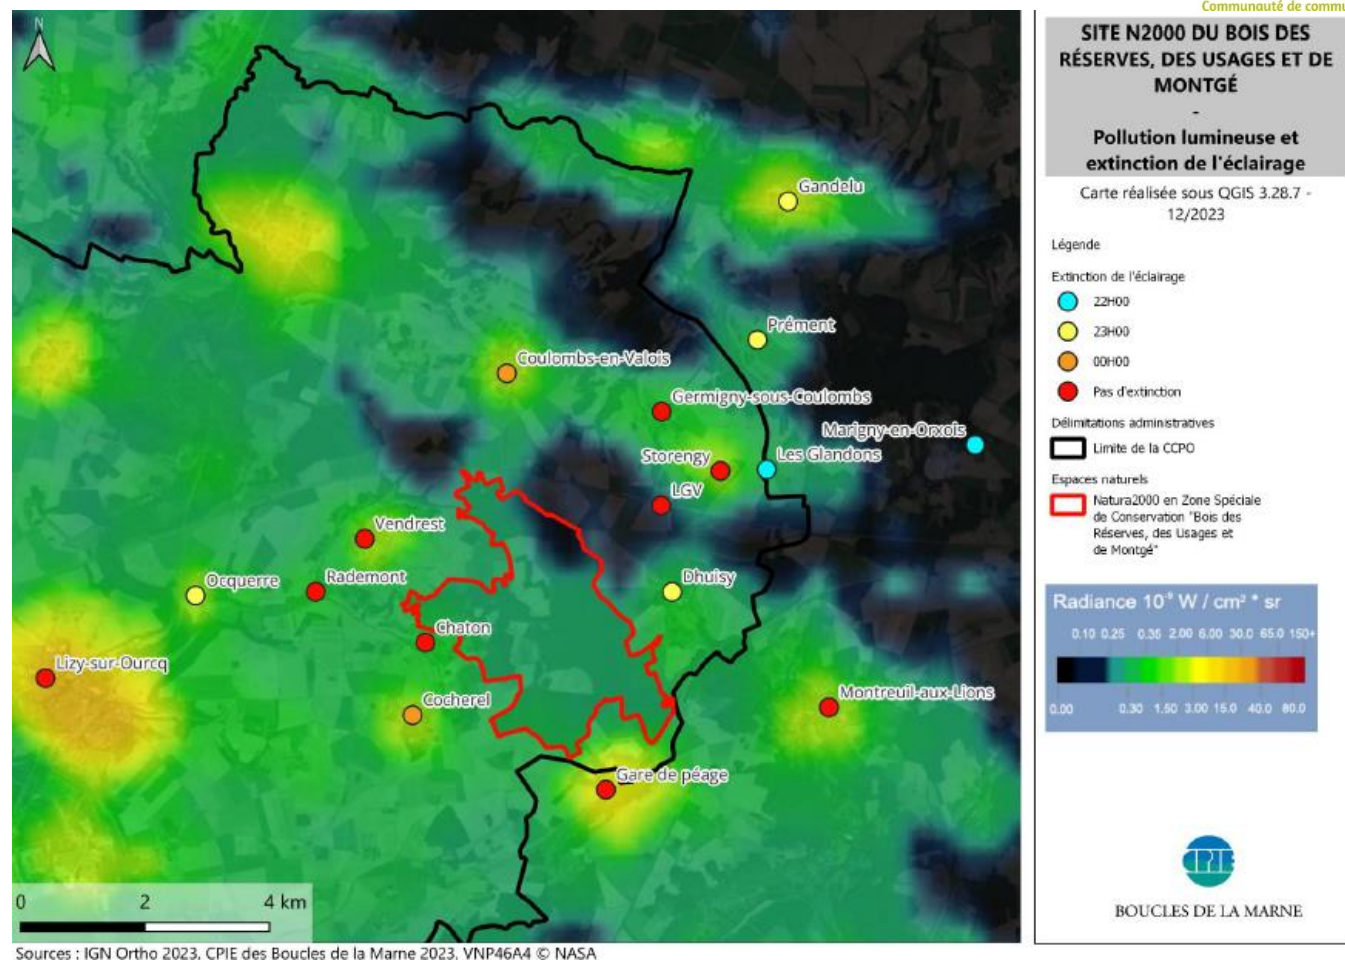 Communauté de commu
N
SITE N2000 DU BOIS DES
RÉSERVES, DES USAGES ET DE
MONTGÉ
-
Pollution lumineuse et
extinction de l'éclairage
Carte réalisée sous QGIS 3.28.7 -
12/2023
Légende
Extinction de l'éclairage
22H00
23H00
00H00
Pas d'extinction
Délimitations administratives
Limite de la CCPO
Espaces naturels
Natura2000 en Zone Spéciale
de Conservation "Bois des
Réserves, des Usages et
de Montgé"
Radiance 10⁻⁹ W / cm² * sr
0.10 0.25 0.35 2.00 6.00 30.0 65.0 150+
0.00 0.30 1.50 3.00 15.0 40.0 80.0
CPIE
BOUCLES DE LA MARNE
Gandelu
Prément
Coulombs-en-Valois
Germigny-sous-Coulombs
Marigny-en-Orxois
Storengy
Les Glandons
LGV
Vendrest
Ocquerre
Rademont
Dhuisy
Chaton
Lizy-sur-Ourcq
Cocherel
Montreuil-aux-Lions
Gare de péage
0 2 4 km
Sources : IGN Ortho 2023, CPIE des Boucles de la Marne 2023, VNP46A4 © NASA